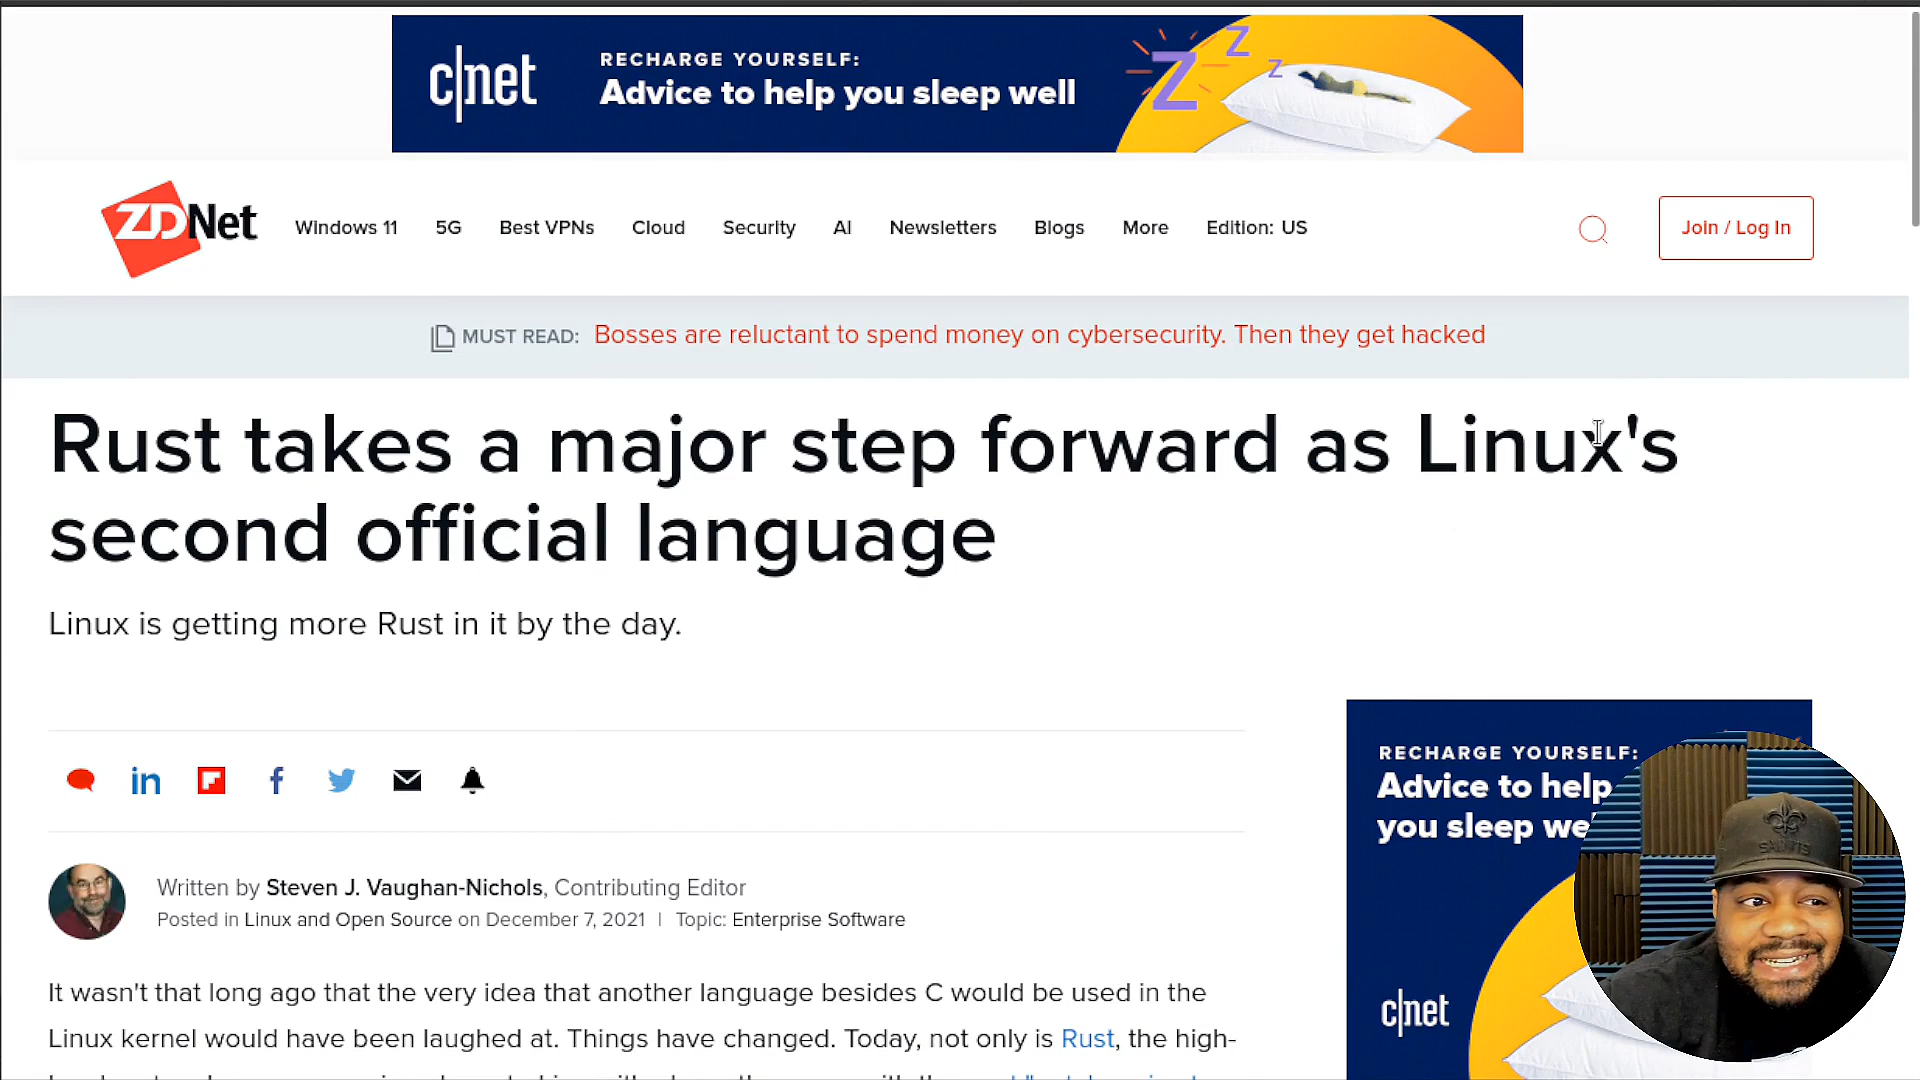 c|net
RECHARGE YOURSELF:
Advice to help you sleep well
Z Z Z
ZDNet
Windows 11 5G Best VPNs Cloud Security AI Newsletters Blogs More Edition: US
Join / Log In
MUST READ: Bosses are reluctant to spend money on cybersecurity. Then they get hacked
Rust takes a major step forward as Linux's
second official language
Linux is getting more Rust in it by the day.
in
f
Written by Steven J. Vaughan-Nichols, Contributing Editor
Posted in Linux and Open Source on December 7, 2021 | Topic: Enterprise Software
It wasn't that long ago that the very idea that another language besides C would be used in the
Linux kernel would have been laughed at. Things have changed. Today, not only is Rust, the high-
RECHARGE YOURSELF:
Advice to help
you sleep we
c|net
SAINTS